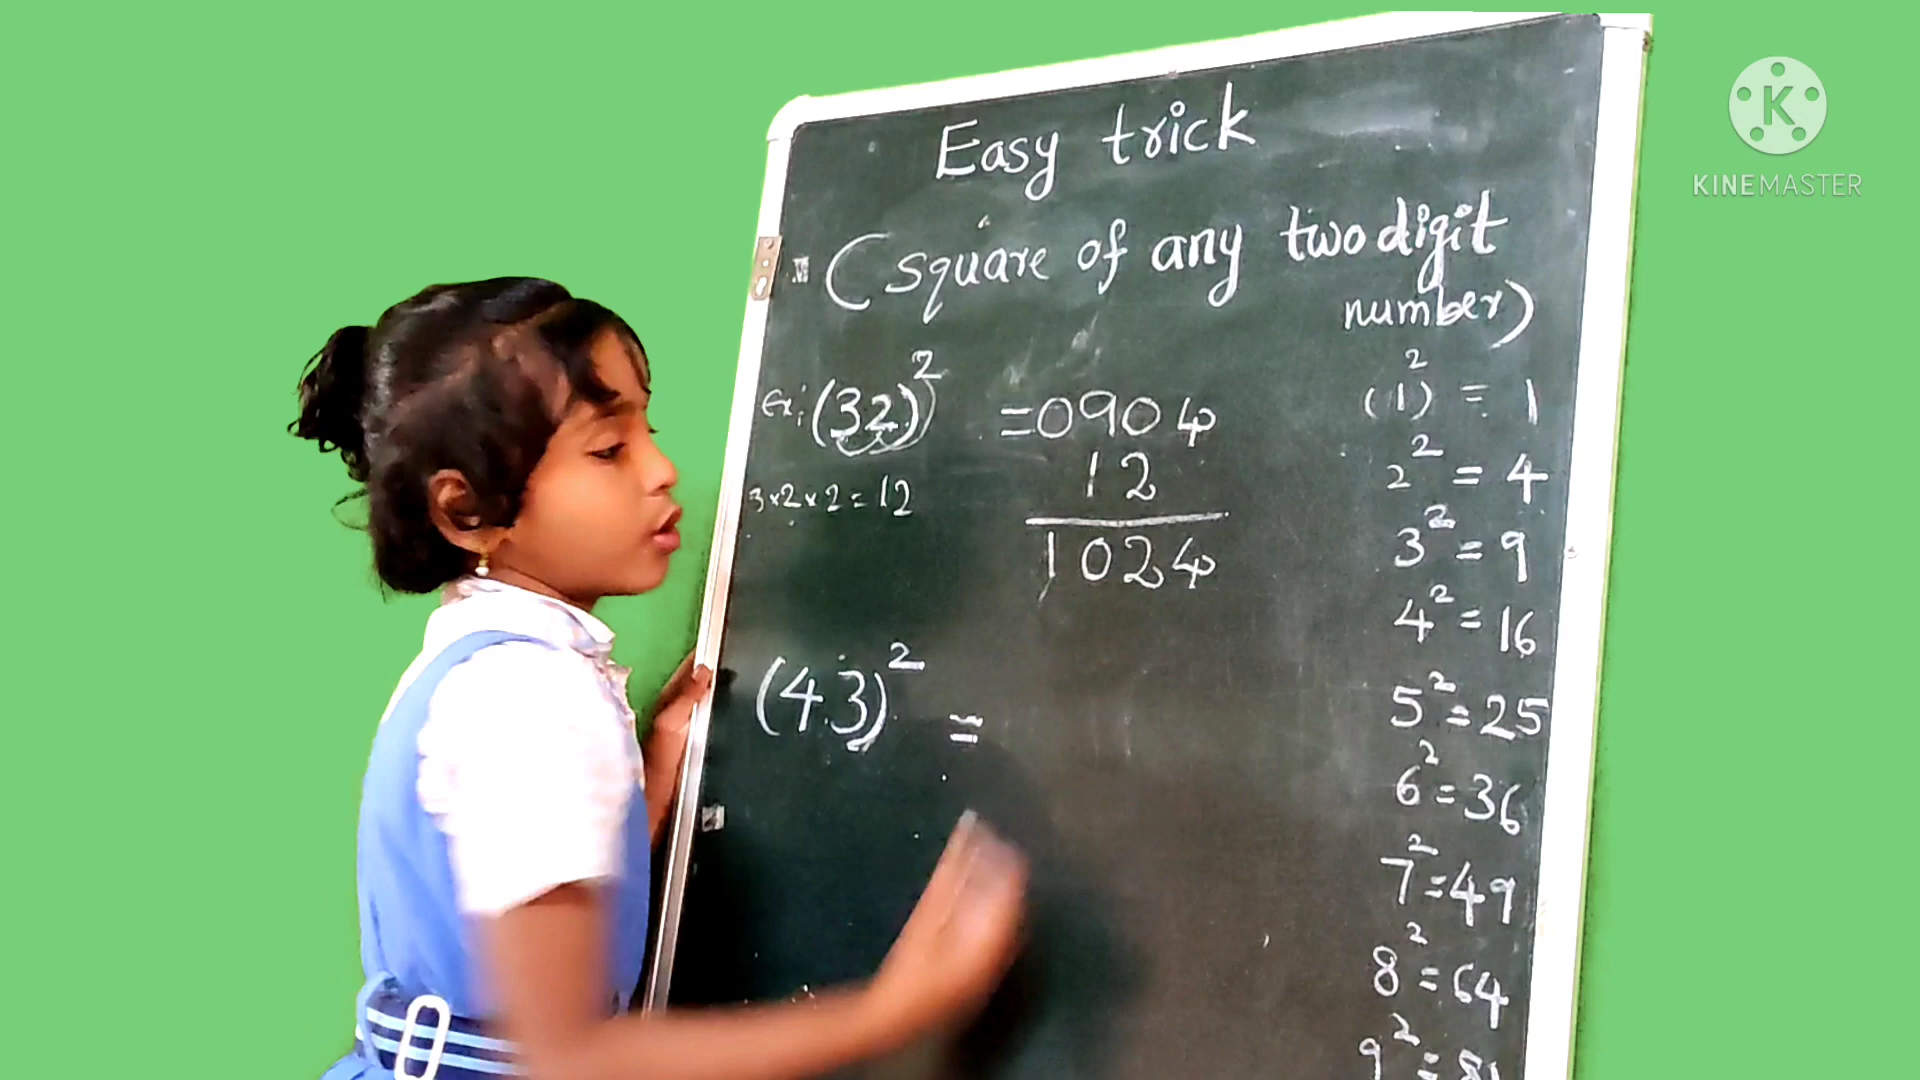 Easy trick
(square of any two digit
number)
Ex: (32)² = 0904
12
3×2×2=12
1024
(43)² =
(1)² = 1
2² = 4
3² = 9
4² = 16
5² = 25
6² = 36
7² = 49
8² = 64
9² = 81
KINEMASTER